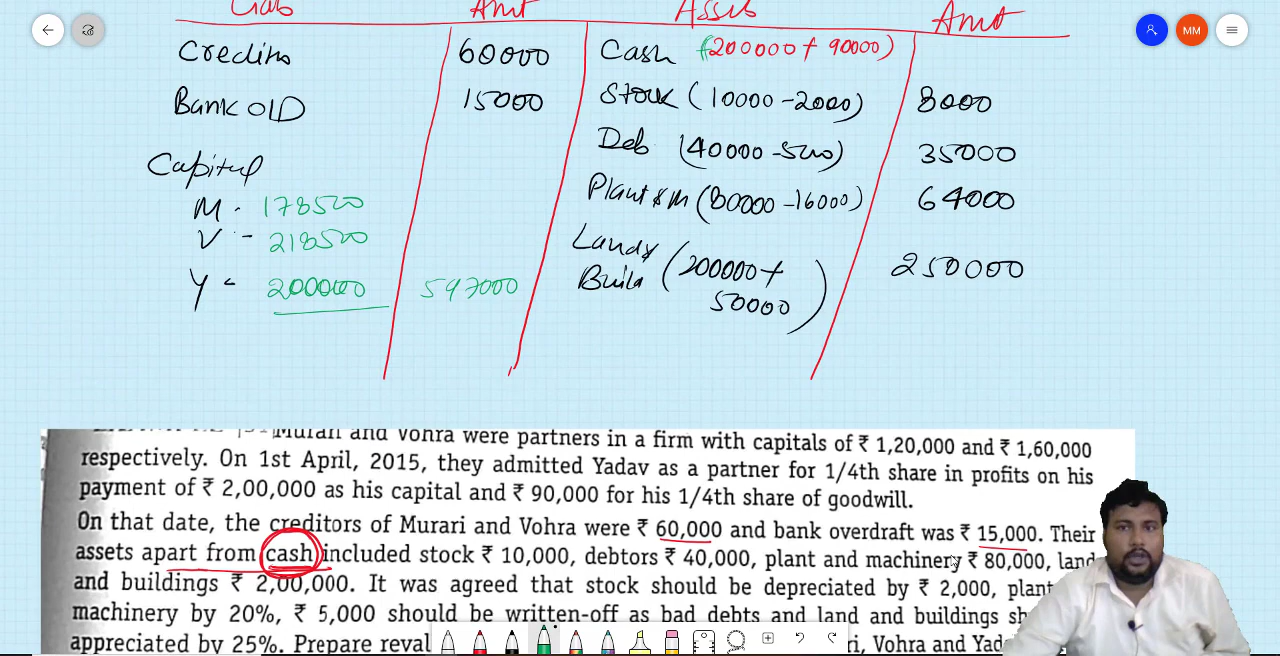 Liab Amt Assets Amt
Creditors 60000 Cash (200000 + 90000)
Bank O/D 15000 Stock (10000 - 2000) 8000
Deb (40000 - 5000) 35000
Capital
Plant & M (80000 - 16000) 64000
M - 178500
V - 218500
Land & Build (200000 + 50000) 250000
Y - 200000 597000
MM
Murari and Vohra were partners in a firm with capitals of ₹ 1,20,000 and ₹ 1,60,000
respectively. On 1st April, 2015, they admitted Yadav as a partner for 1/4th share in profits on his
payment of ₹ 2,00,000 as his capital and ₹ 90,000 for his 1/4th share of goodwill.
On that date, the creditors of Murari and Vohra were ₹ 60,000 and bank overdraft was ₹ 15,000. Their
assets apart from cash included stock ₹ 10,000, debtors ₹ 40,000, plant and machinery ₹ 80,000, land
and buildings ₹ 2,00,000. It was agreed that stock should be depreciated by ₹ 2,000, plant
machinery by 20%, ₹ 5,000 should be written-off as bad debts and land and buildings sh
appreciated by 25%. Prepare reval ri, Vohra and Yad